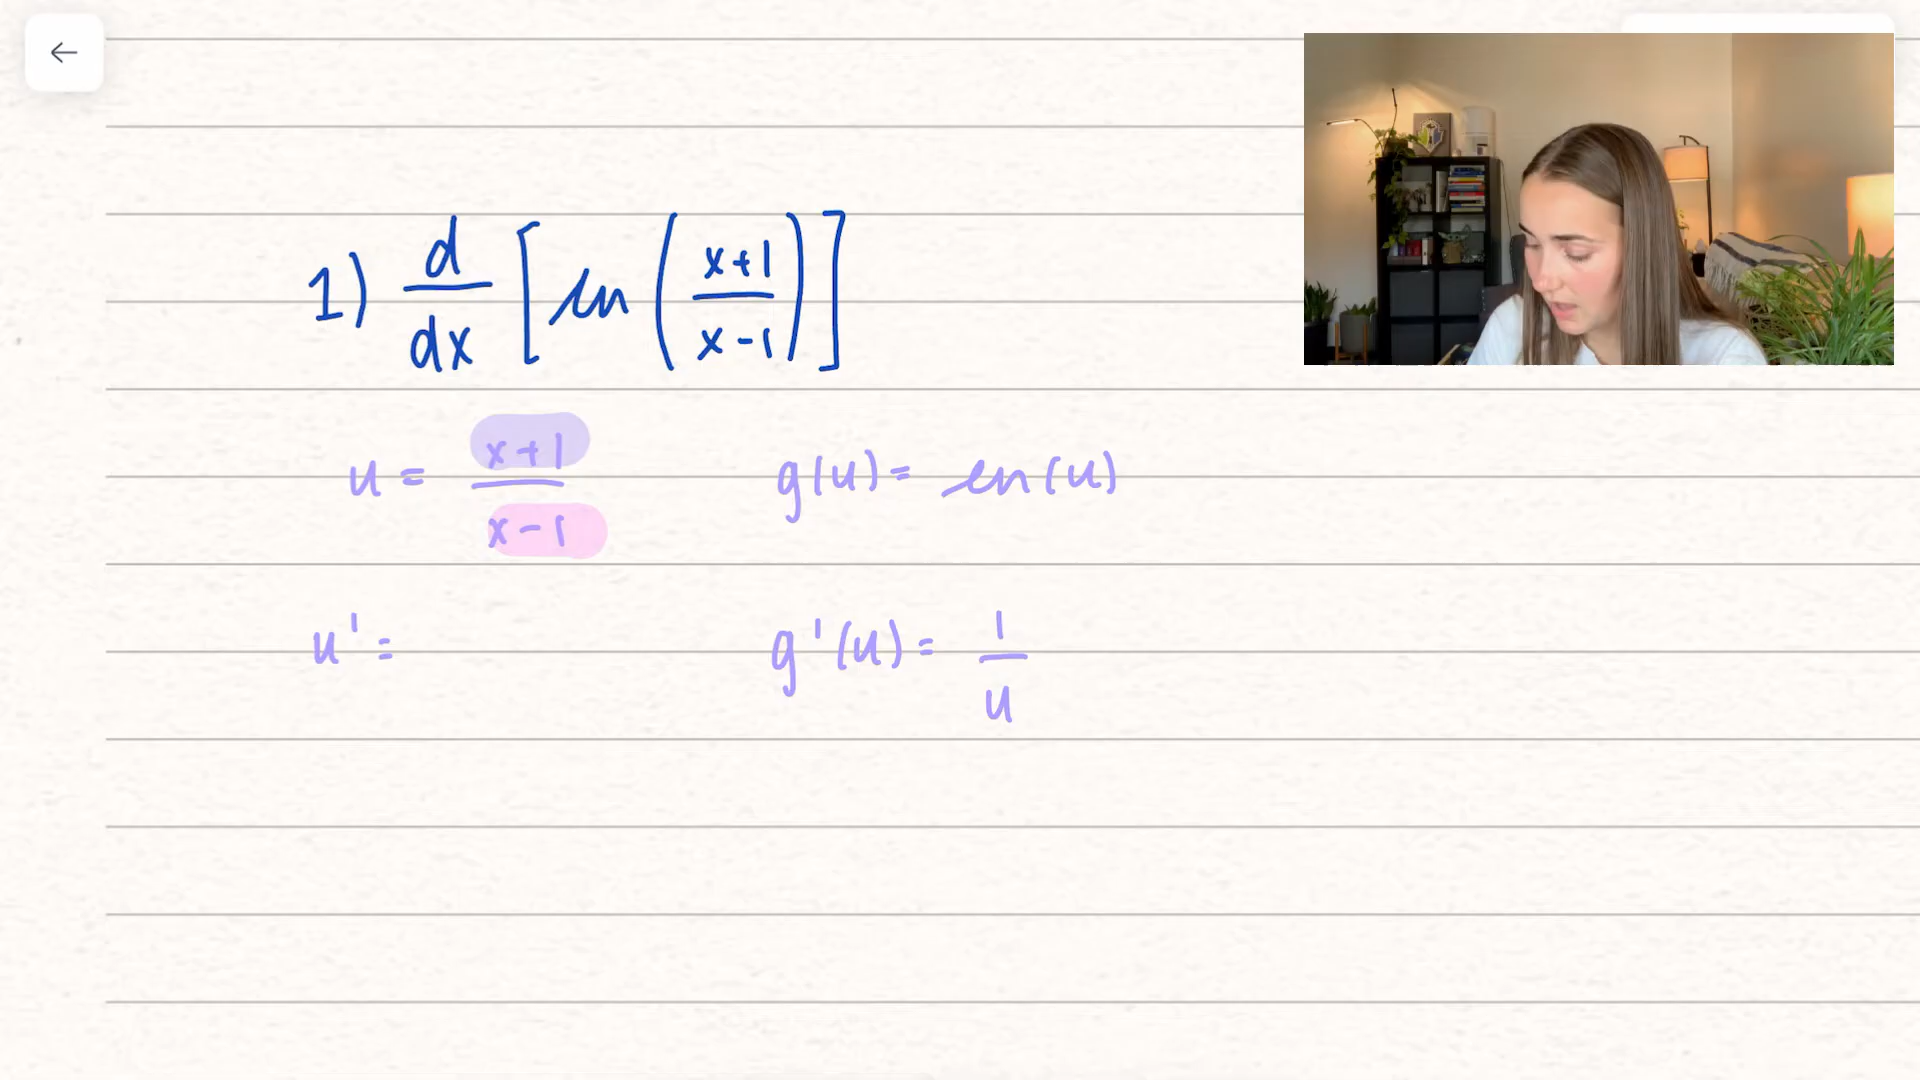 1) d/dx [ln((x+1)/(x-1))]
u = (x+1)/(x-1) g(u) = ln(u)
u' = g'(u) = 1/u